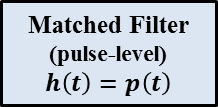 Matched Filter
(pulse-level)
h(t) = p(t)